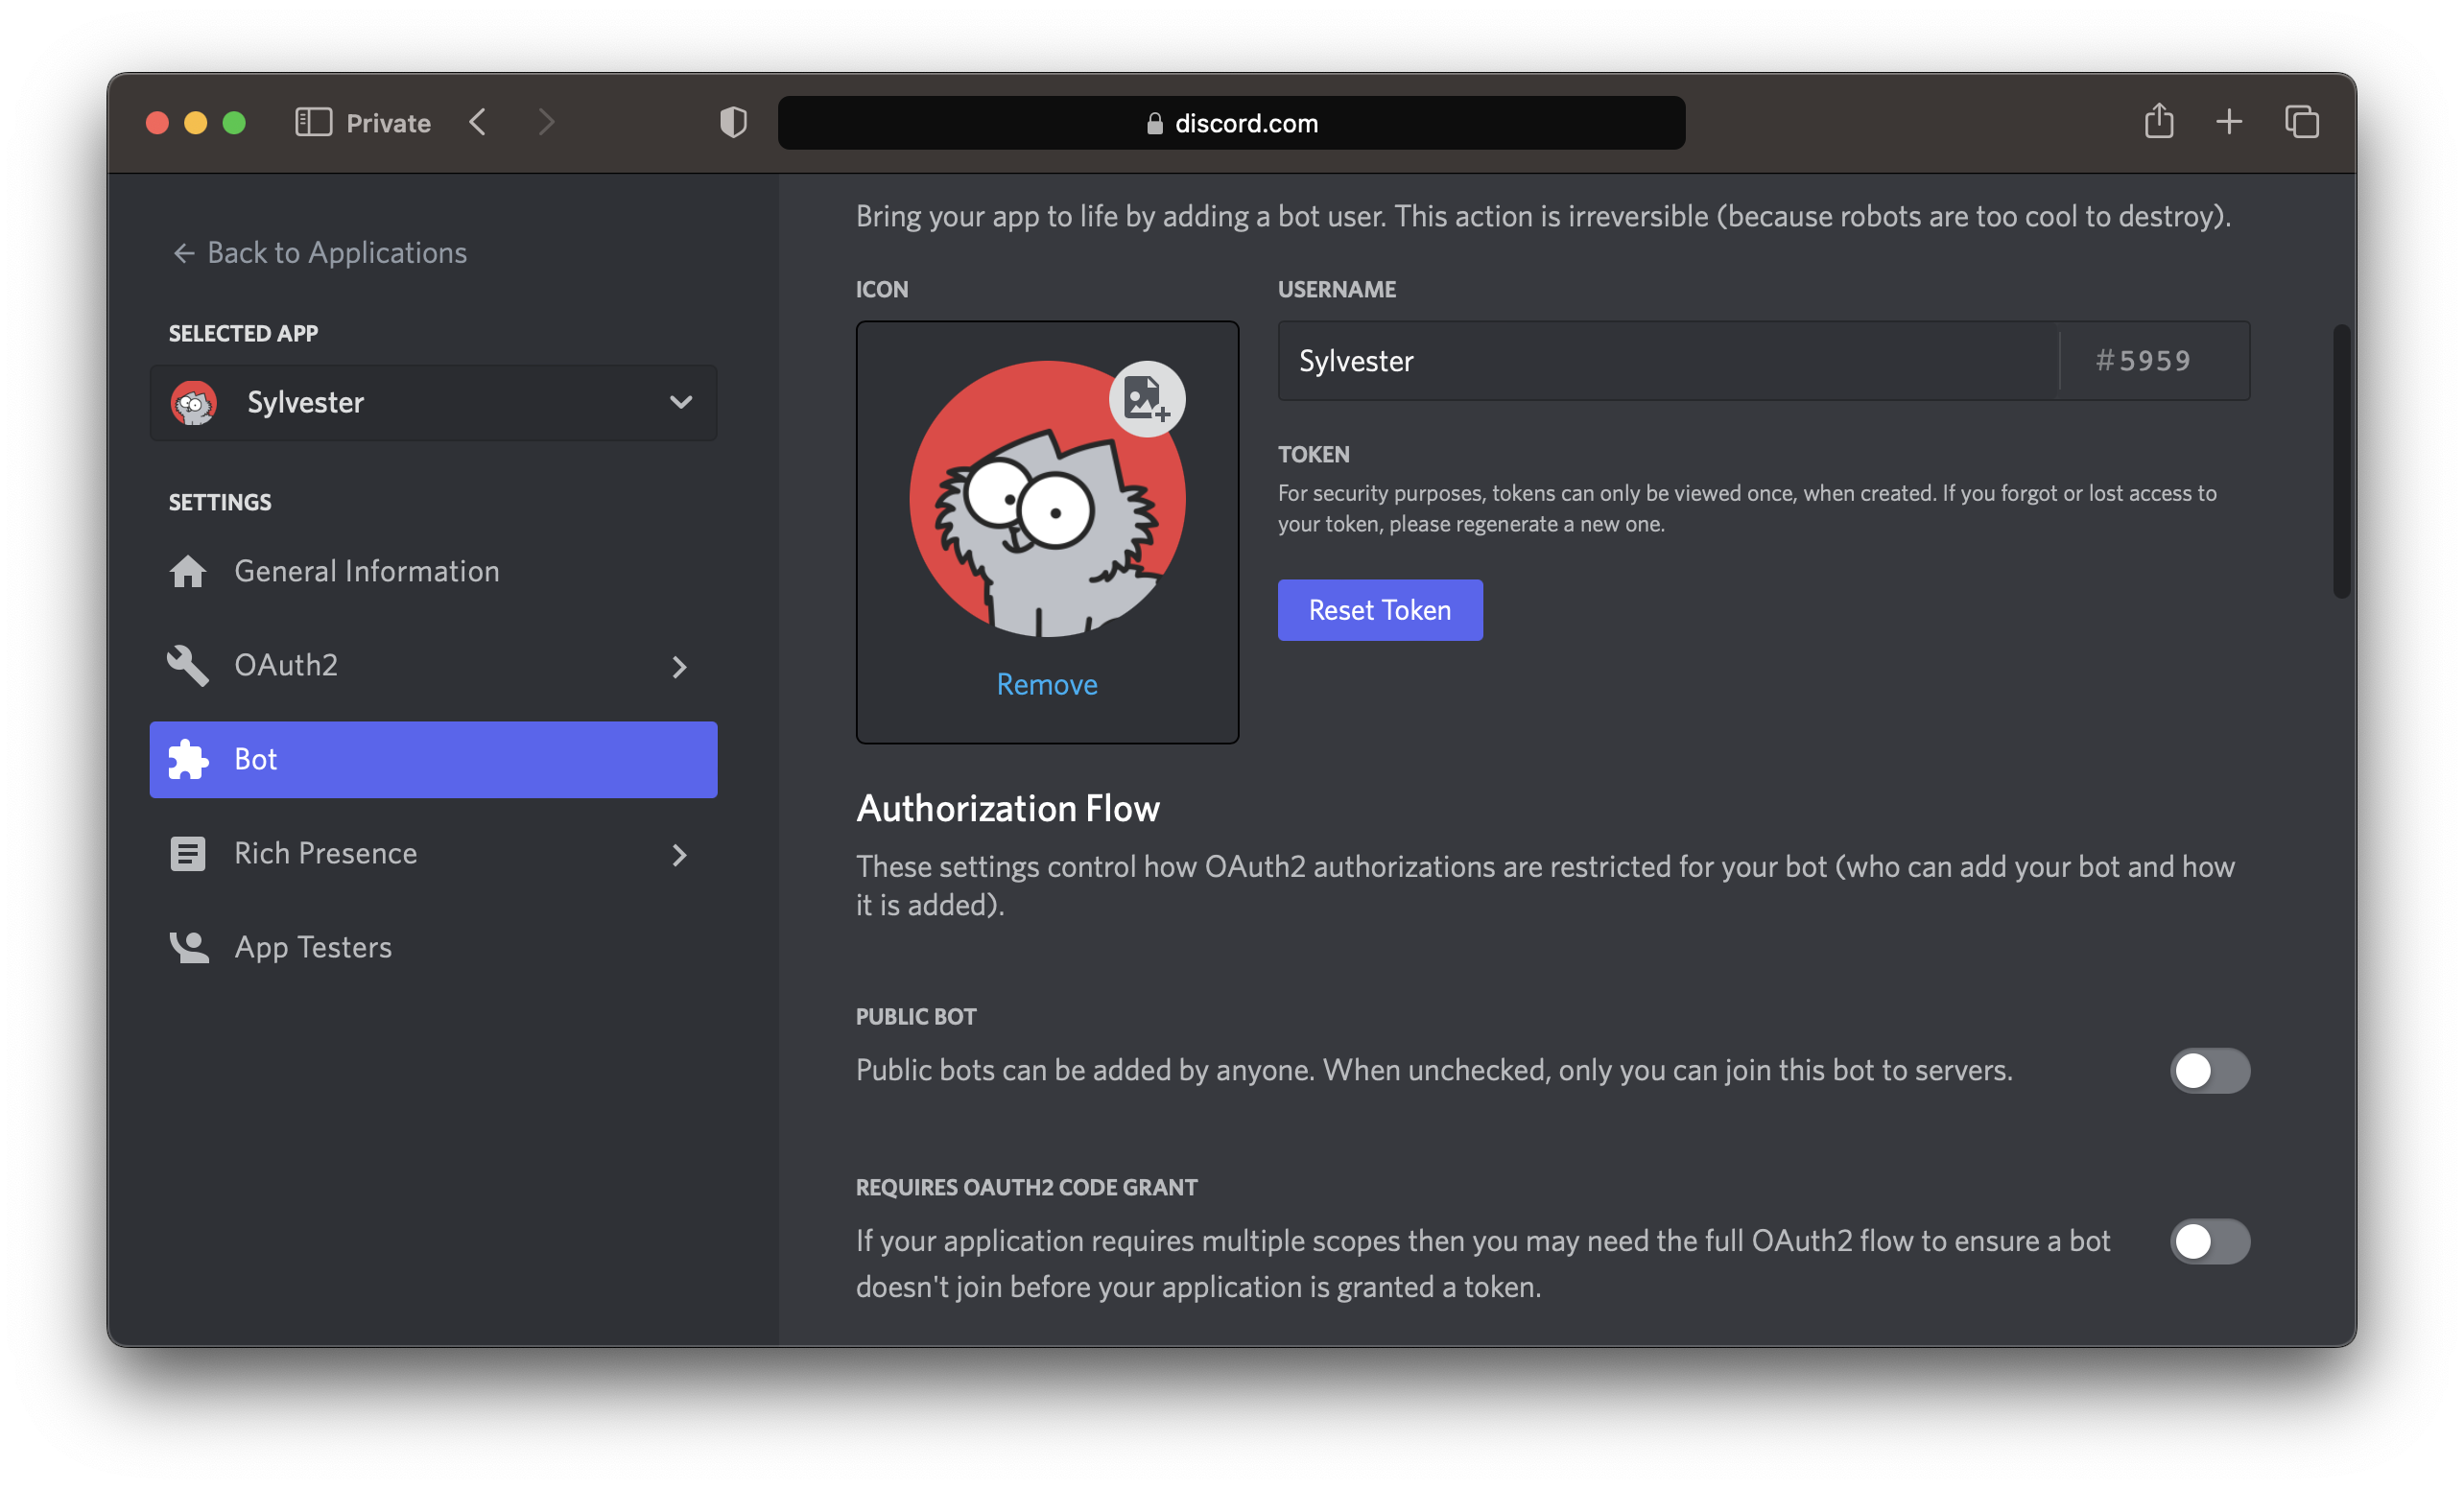 Private
discord.com
← Back to Applications
SELECTED APP
Sylvester
SETTINGS
General Information
OAuth2
Bot
Rich Presence
App Testers
Bring your app to life by adding a bot user. This action is irreversible (because robots are too cool to destroy).
ICON
Remove
USERNAME
Sylvester #5959
TOKEN
For security purposes, tokens can only be viewed once, when created. If you forgot or lost access to
your token, please regenerate a new one.
Reset Token
Authorization Flow
These settings control how OAuth2 authorizations are restricted for your bot (who can add your bot and how
it is added).
PUBLIC BOT
Public bots can be added by anyone. When unchecked, only you can join this bot to servers.
REQUIRES OAUTH2 CODE GRANT
If your application requires multiple scopes then you may need the full OAuth2 flow to ensure a bot
doesn't join before your application is granted a token.